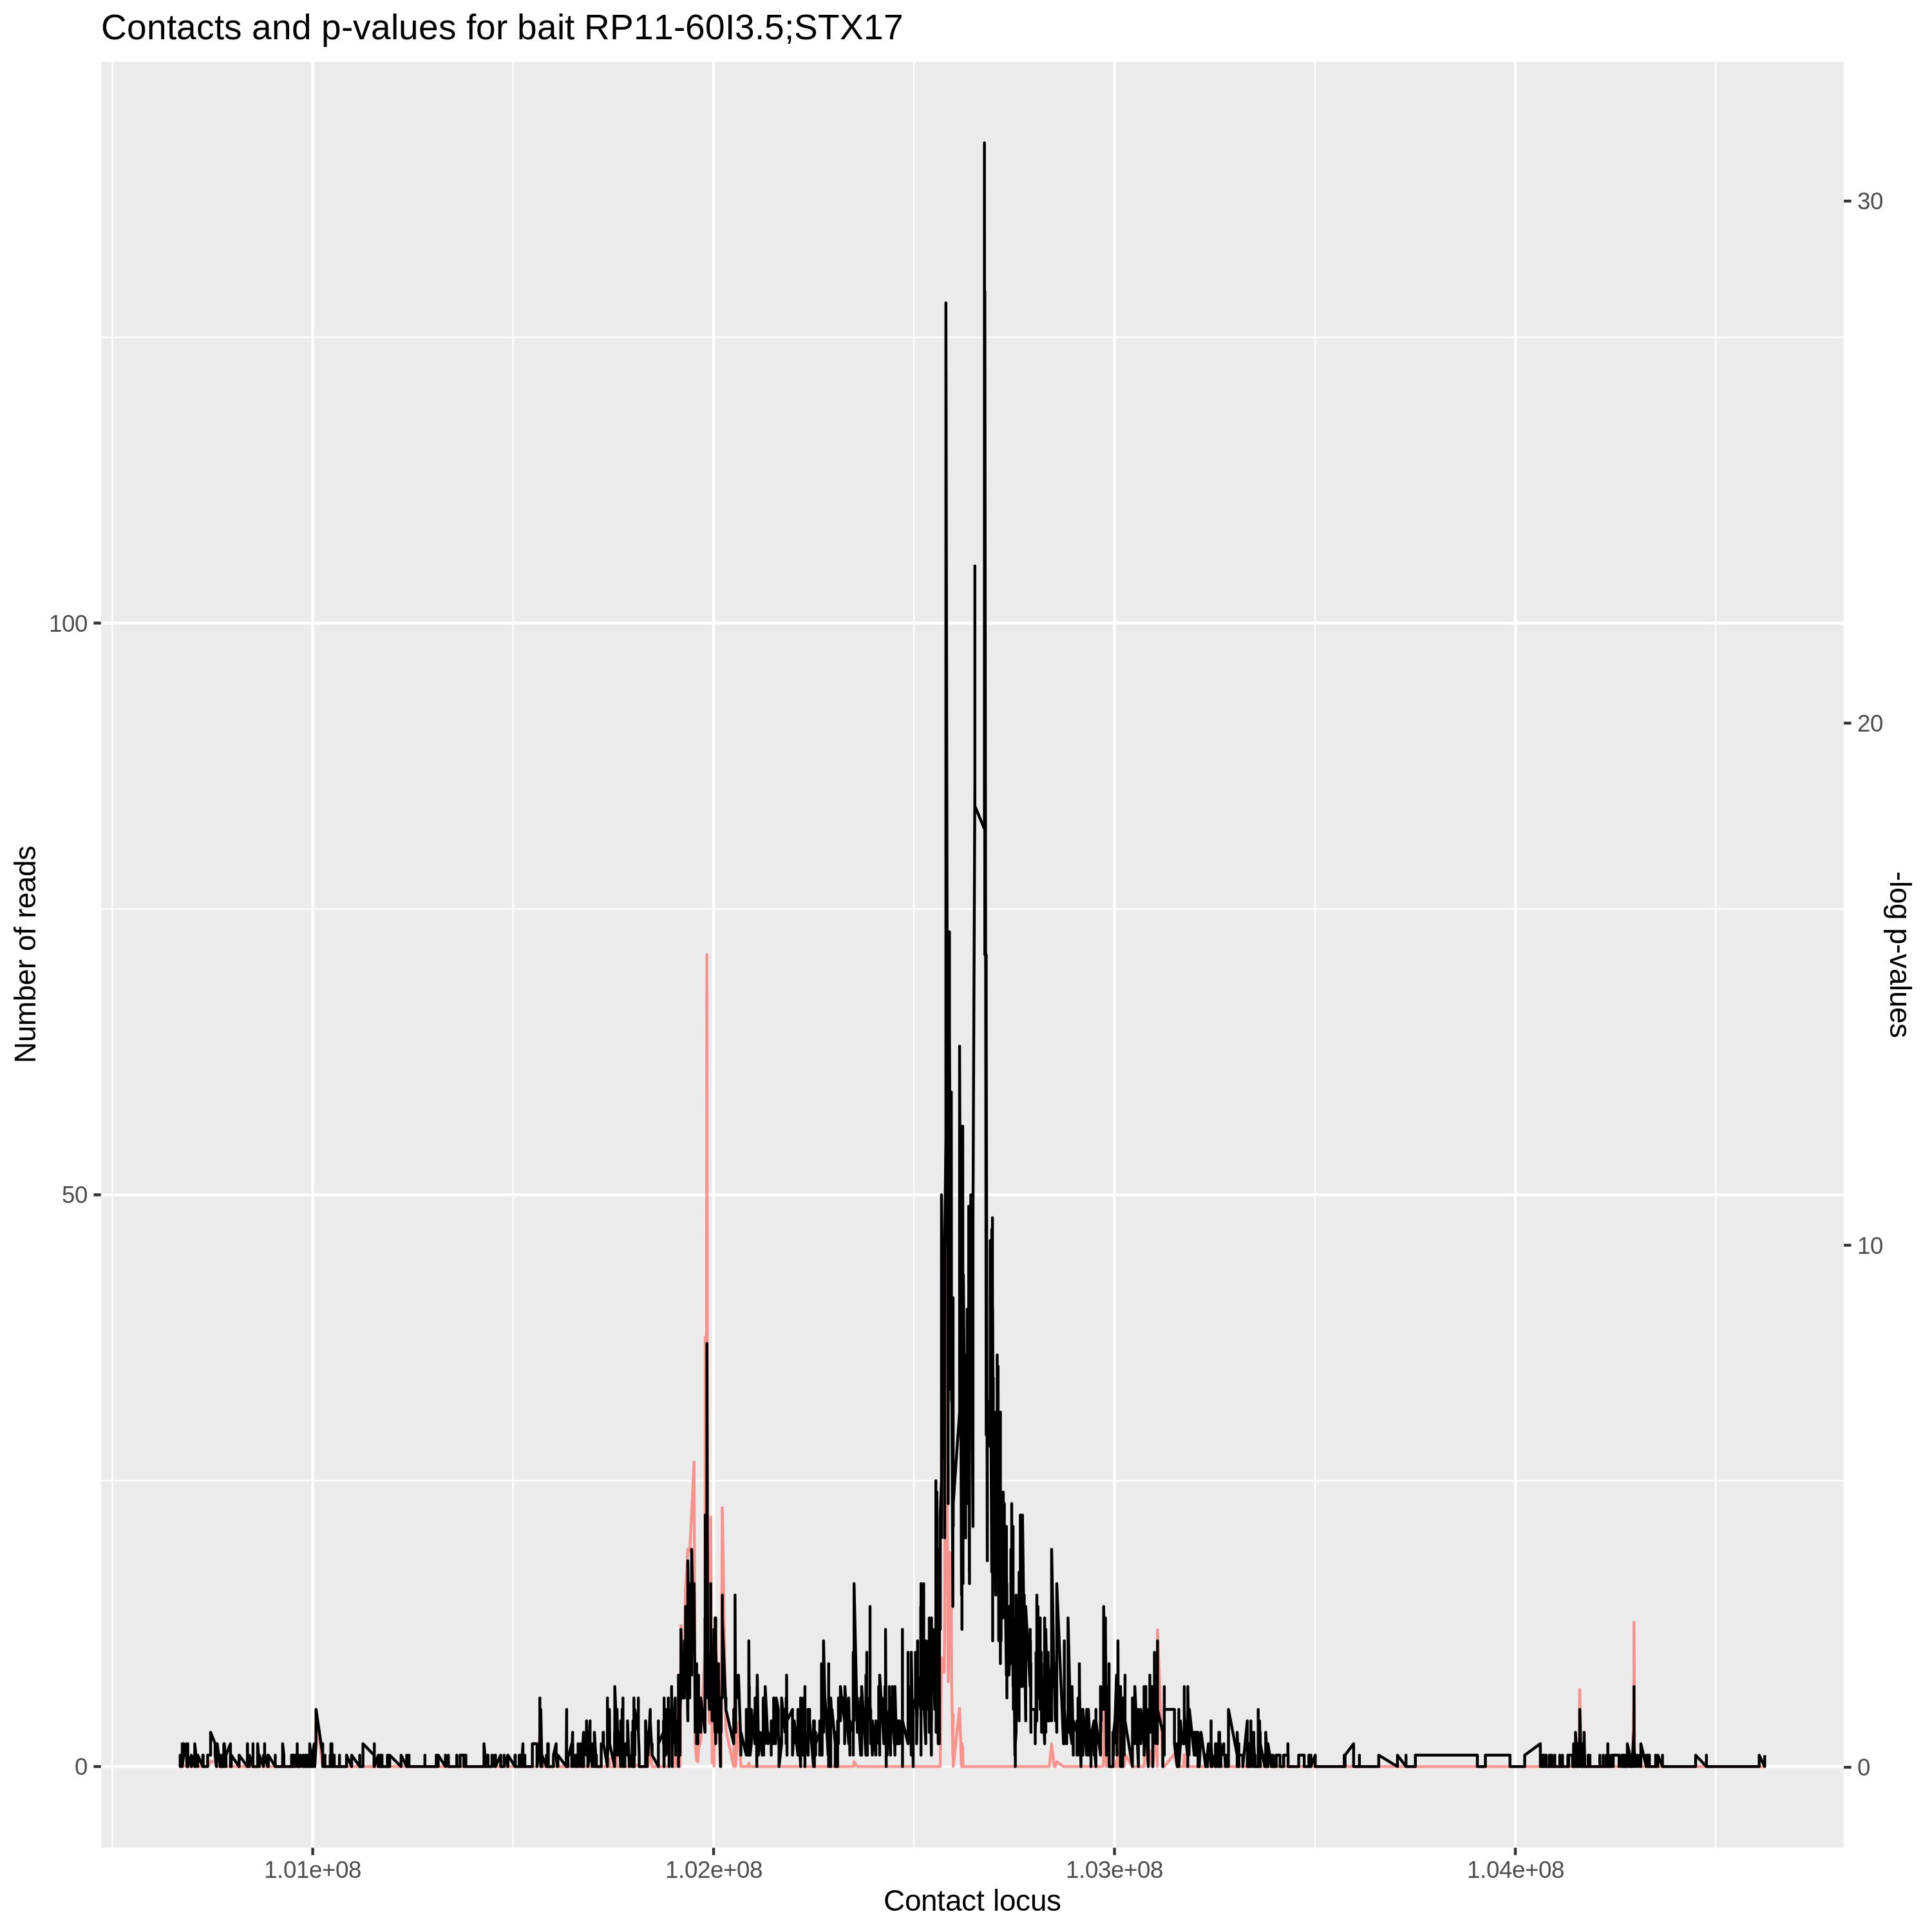 Contacts and p-values for bait RP11-60I3.5;STX17
Number of reads
100
50
0
30
20
10
0
-log p-values
1.01e+08
1.02e+08
1.03e+08
1.04e+08
Contact locus